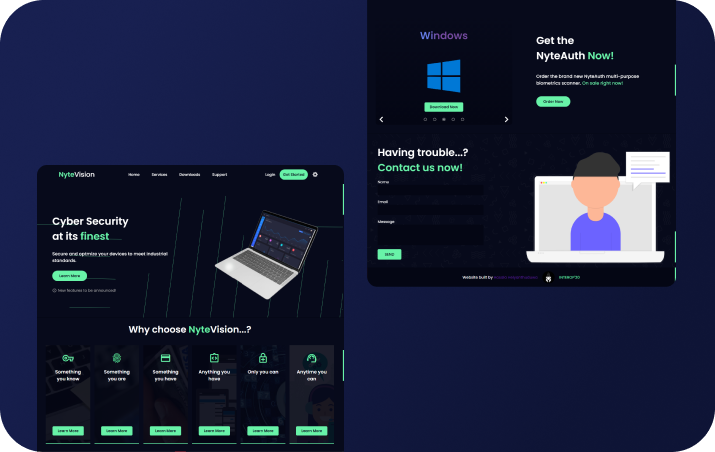 NyteVision
Home Services Downloads Support
Login Get Started
Cyber Security
at its finest
Secure and optimize your devices to meet industrial
standards.
Learn More
New features to be announced!
Why choose NyteVision...?
Something
you know
Learn More
Something
you are
Learn More
Something
you have
Learn More
Anything you
have
Learn More
Only you can
Learn More
Anytime you
can
Learn More
Windows
Download Now
Get the
NyteAuth Now!
Order the brand new NyteAuth multi-purpose
biometrics scanner. On sale right now!
Order Now
Having trouble...?
Contact us now!
Name
Email
Message
SEND
Website built by